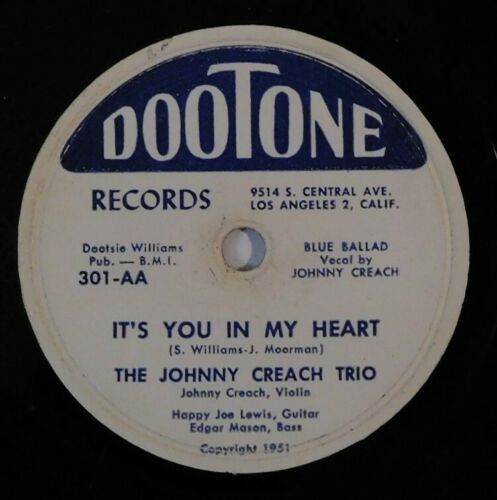 DOOTONE
RECORDS
9514 S. CENTRAL AVE.
LOS ANGELES 2, CALIF.
Dootsie Williams
Pub. — B.M.I.
301-AA
BLUE BALLAD
Vocal by
JOHNNY CREACH
IT'S YOU IN MY HEART
(S. Williams-J. Moorman)
THE JOHNNY CREACH TRIO
Johnny Creach, Violin
Happy Joe Lewis, Guitar
Edgar Mason, Bass
Copyright 1951